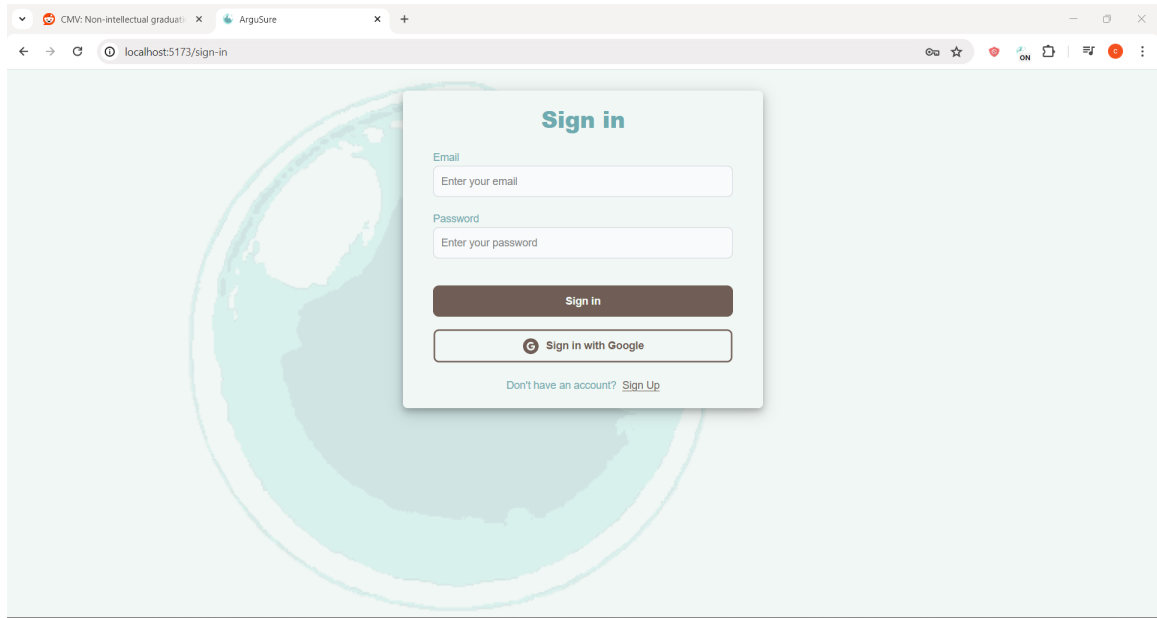 CMV: Non-intellectual graduati
ArguSure
localhost:5173/sign-in
ON
c
Sign in
Email
Enter your email
Password
Enter your password
Sign in
G Sign in with Google
Don't have an account? Sign Up